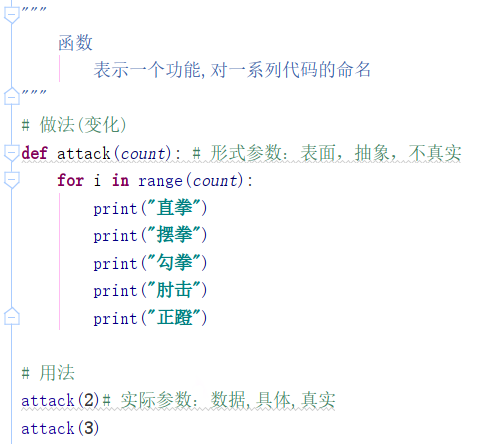 """
    函数
        表示一个功能,对一系列代码的命名
"""
# 做法(变化)
def attack(count): # 形式参数: 表面, 抽象, 不真实
    for i in range(count):
        print("直拳")
        print("摆拳")
        print("勾拳")
        print("肘击")
        print("正蹬")

# 用法
attack(2)# 实际参数: 数据,具体,真实
attack(3)